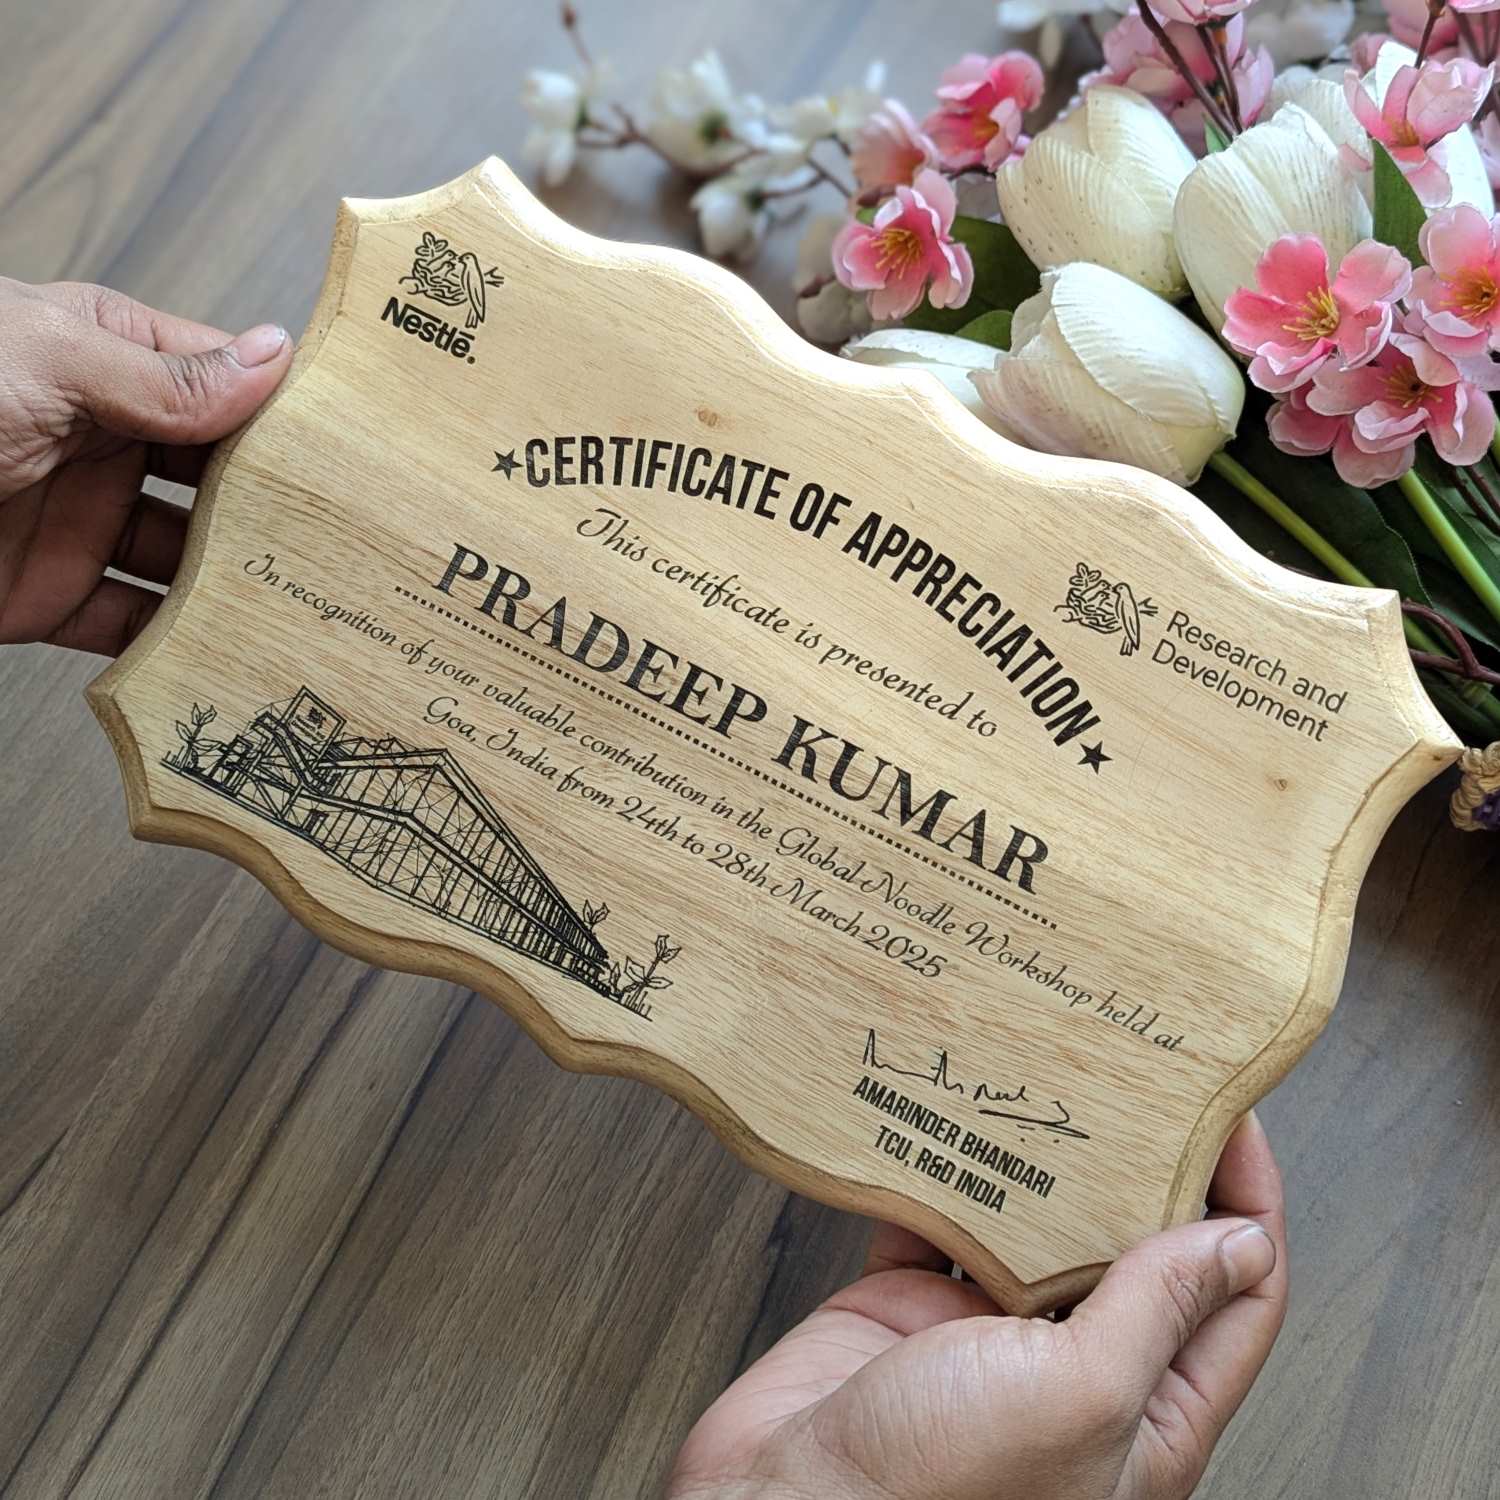 Nestlé.
★CERTIFICATE OF APPRECIATION★
Research and
Development
This certificate is presented to
PRADEEP KUMAR
In recognition of your valuable contribution in the Global Noodle Workshop held at
Goa, India from 24th to 28th March 2025
AMARINDER BHANDARI
TCU, R&D INDIA